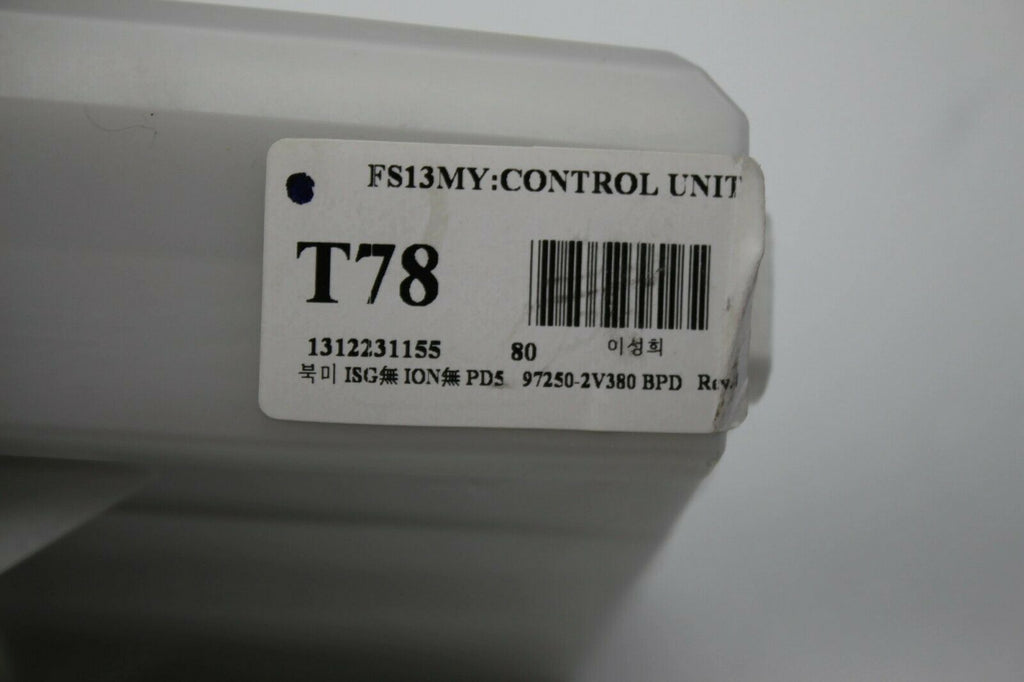 FS13MY:CONTROL UNIT
T78
1312231155 80 이성희
북미 ISG無 ION無 PD5 97250-2V380 BPD